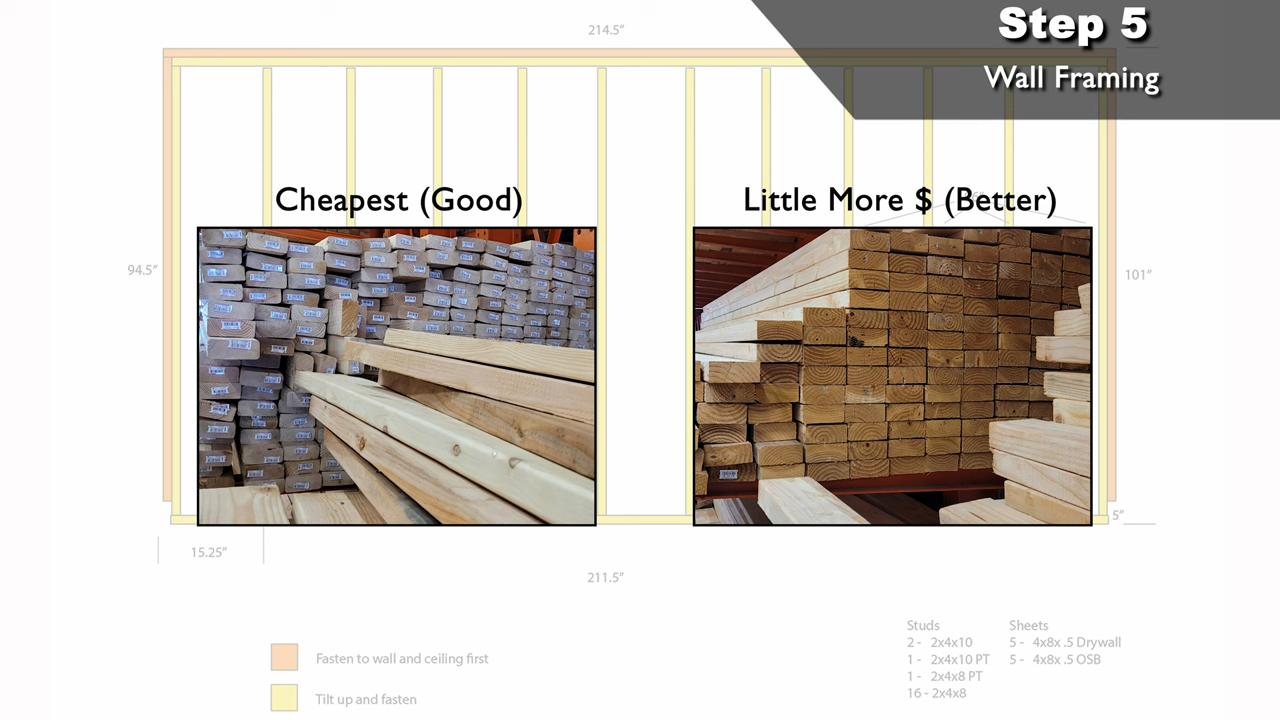 Step 5
Wall Framing
214.5”
Cheapest (Good)
Little More $ (Better)
94.5”
101”
5”
15.25”
211.5”
Fasten to wall and ceiling first
Tilt up and fasten
Studs
2 - 2x4x10
1 - 2x4x10 PT
1 - 2x4x8 PT
16 - 2x4x8
Sheets
5 - 4x8x .5 Drywall
5 - 4x8x .5 OSB